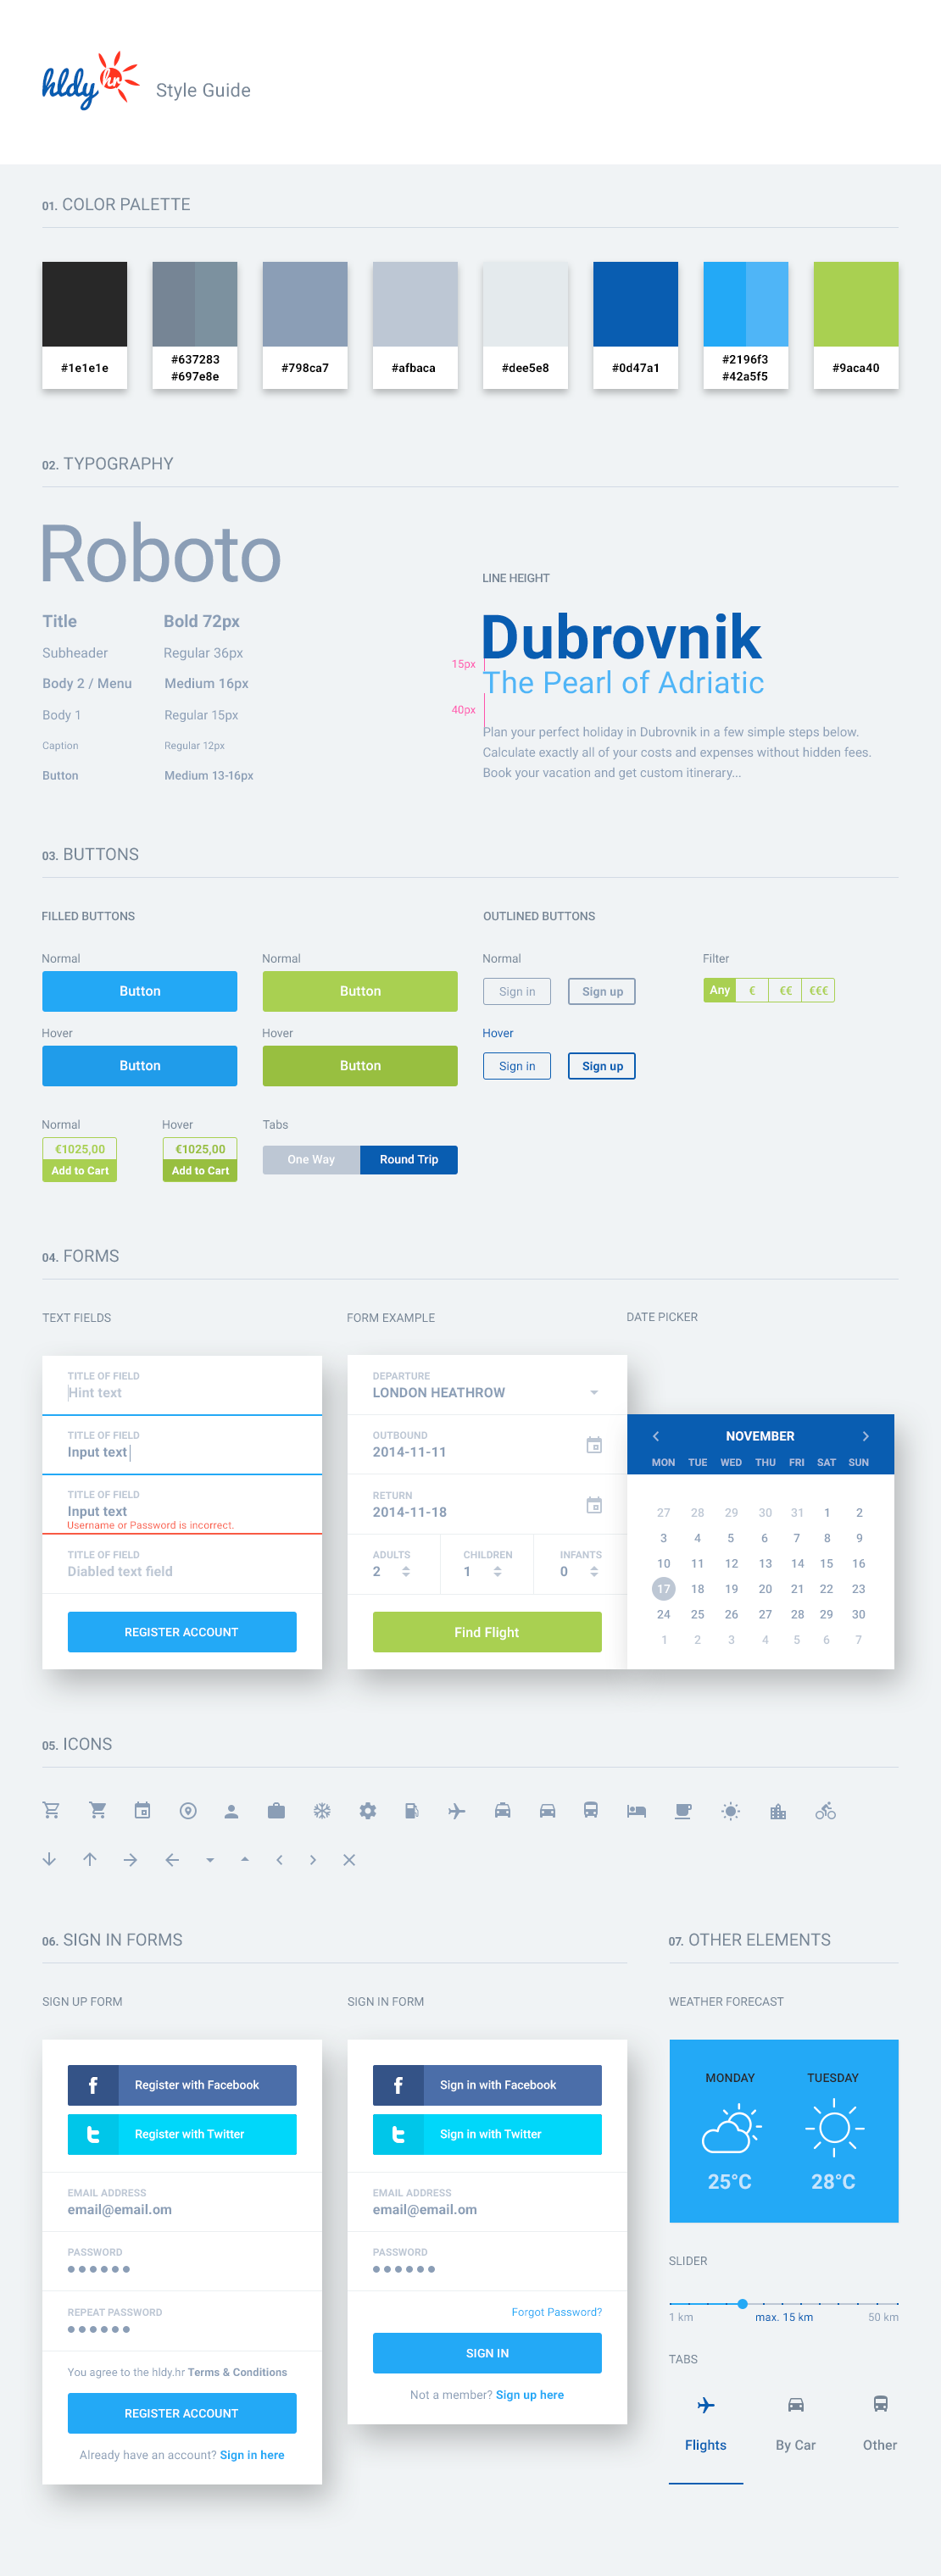 hldy hr Style Guide
01. COLOR PALETTE
#1e1e1e
#637283
#697e8e
#798ca7
#afbaca
#dee5e8
#0d47a1
#2196f3
#42a5f5
#9aca40
02. TYPOGRAPHY
Roboto
Title Bold 72px
Subheader Regular 36px
Body 2 / Menu Medium 16px
Body 1 Regular 15px
Caption Regular 12px
Button Medium 13-16px
LINE HEIGHT
Dubrovnik
15px
The Pearl of Adriatic
40px
Plan your perfect holiday in Dubrovnik in a few simple steps below.
Calculate exactly all of your costs and expenses without hidden fees.
Book your vacation and get custom itinerary...
03. BUTTONS
FILLED BUTTONS
Normal Normal
Button Button
Hover Hover
Button Button
Normal Hover Tabs
€1025,00 €1025,00
Add to Cart Add to Cart
One Way Round Trip
OUTLINED BUTTONS
Normal Filter
Sign in Sign up Any € €€ €€€
Hover
Sign in Sign up
04. FORMS
TEXT FIELDS
TITLE OF FIELD
Hint text
TITLE OF FIELD
Input text
TITLE OF FIELD
Input text
Username or Password is incorrect.
TITLE OF FIELD
Diabled text field
REGISTER ACCOUNT
FORM EXAMPLE
DEPARTURE
LONDON HEATHROW
OUTBOUND
2014-11-11
RETURN
2014-11-18
ADULTS CHILDREN INFANTS
2 1 0
Find Flight
DATE PICKER
NOVEMBER
MON TUE WED THU FRI SAT SUN
27 28 29 30 31 1 2
3 4 5 6 7 8 9
10 11 12 13 14 15 16
17 18 19 20 21 22 23
24 25 26 27 28 29 30
1 2 3 4 5 6 7
05. ICONS
06. SIGN IN FORMS
SIGN UP FORM
f Register with Facebook
t Register with Twitter
EMAIL ADDRESS
email@email.om
PASSWORD
REPEAT PASSWORD
You agree to the hldy.hr Terms & Conditions
REGISTER ACCOUNT
Already have an account? Sign in here
SIGN IN FORM
f Sign in with Facebook
t Sign in with Twitter
EMAIL ADDRESS
email@email.om
PASSWORD
Forgot Password?
SIGN IN
Not a member? Sign up here
07. OTHER ELEMENTS
WEATHER FORECAST
MONDAY TUESDAY
25°C 28°C
SLIDER
1 km max. 15 km 50 km
TABS
Flights By Car Other